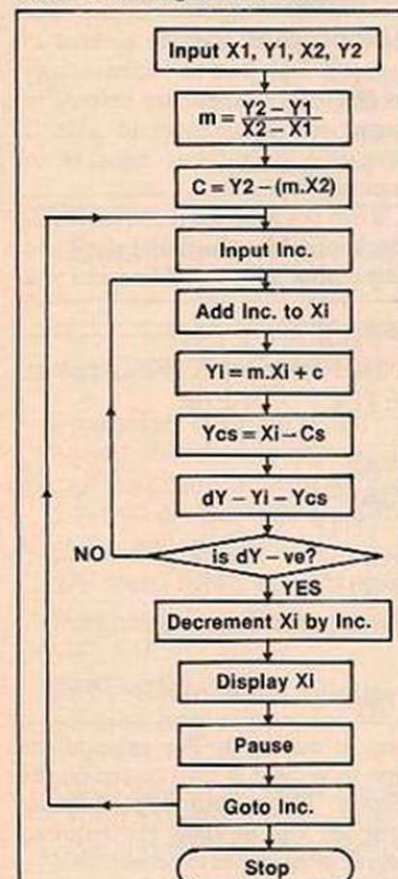 Input X1, Y1, X2, Y2
m = Y2 – Y1
X2 – X1
C = Y2 – (m.X2)
Input Inc.
Add Inc. to Xi
Yi = m.Xi + c
Ycs = Xi – Cs
dY – Yi – Ycs
is dY – ve?
NO
YES
Decrement Xi by Inc.
Display Xi
Pause
Goto Inc.
Stop